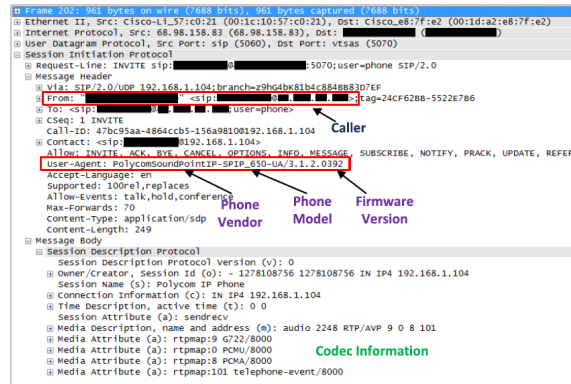 Frame 202: 961 bytes on wire (7688 bits), 961 bytes captured (7688 bits)
Ethernet II, Src: Cisco-Li_57:c0:21 (00:1c:10:57:c0:21), Dst: Cisco_e8:7f:e2 (00:1d:a2:e8:7f:e2)
Internet Protocol, Src: 68.98.158.83 (68.98.158.83), Dst: ( )
User Datagram Protocol, Src Port: sip (5060), Dst Port: vtsas (5070)
Session Initiation Protocol
Request-Line: INVITE sip: @ :5070;user=phone SIP/2.0
Message Header
Via: SIP/2.0/UDP 192.168.1.104;branch=z9hG4bK81b4c884BB83D7EF
From: " " <sip: @ . . . >;tag=24CF62BB-5522E7B6
To: <sip: @ . . . ;user=phone>
CSeq: 1 INVITE
Caller
Call-ID: 47bc95aa-4864ccb5-156a9810@192.168.1.104
Contact: <sip: @192.168.1.104>
Allow: INVITE, ACK, BYE, CANCEL, OPTIONS, INFO, MESSAGE, SUBSCRIBE, NOTIFY, PRACK, UPDATE, REFER
User-Agent: PolycomSoundPointIP-SPIP_650-UA/3.1.2.0392
Accept-Language: en
Supported: 100rel,replaces
Allow-Events: talk,hold,conference
Phone Vendor
Phone Model
Firmware Version
Max-Forwards: 70
Content-Type: application/sdp
Content-Length: 249
Message Body
Session Description Protocol
Session Description Protocol Version (v): 0
Owner/Creator, Session Id (o): - 1278108756 1278108756 IN IP4 192.168.1.104
Session Name (s): Polycom IP Phone
Connection Information (c): IN IP4 192.168.1.104
Time Description, active time (t): 0 0
Session Attribute (a): sendrecv
Media Description, name and address (m): audio 2248 RTP/AVP 9 0 8 101
Media Attribute (a): rtpmap:9 G722/8000
Media Attribute (a): rtpmap:0 PCMU/8000
Codec Information
Media Attribute (a): rtpmap:8 PCMA/8000
Media Attribute (a): rtpmap:101 telephone-event/8000